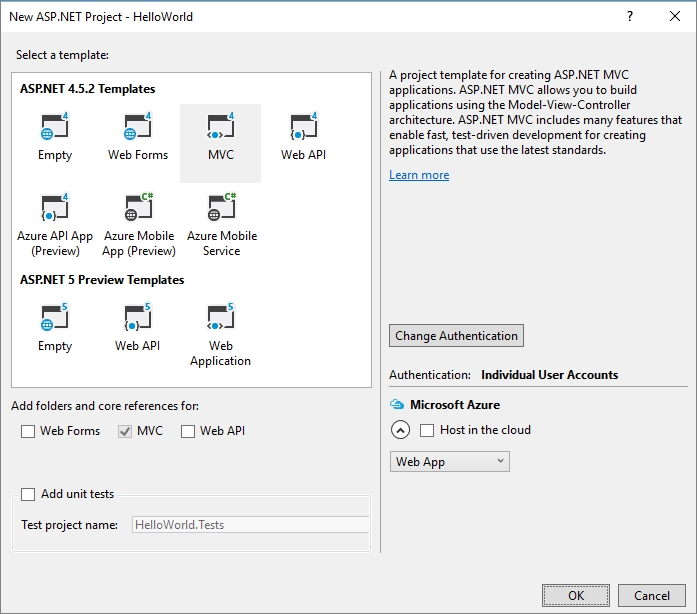 New ASP.NET Project - HelloWorld
?
Select a template:
ASP.NET 4.5.2 Templates
4
4
4
4
Empty
Web Forms
MVC
Web API
4
C#
C#
Azure API App
(Preview)
Azure Mobile
App (Preview)
Azure Mobile
Service
ASP.NET 5 Preview Templates
5
5
5
Empty
Web API
Web
Application
A project template for creating ASP.NET MVC
applications. ASP.NET MVC allows you to build
applications using the Model-View-Controller
architecture. ASP.NET MVC includes many features that
enable fast, test-driven development for creating
applications that use the latest standards.
Learn more
Change Authentication
Authentication: Individual User Accounts
Microsoft Azure
Host in the cloud
Web App
Add folders and core references for:
Web Forms
MVC
Web API
Add unit tests
Test project name:
HelloWorld.Tests
OK
Cancel